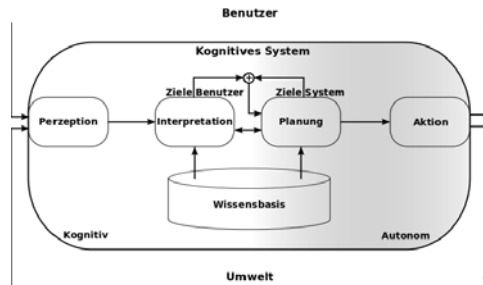 Benutzer
Kognitives System
Ziele Benutzer
Ziele System
Perzeption
Interpretation
Planung
Aktion
Wissensbasis
Kognitiv
Autonom
Umwelt